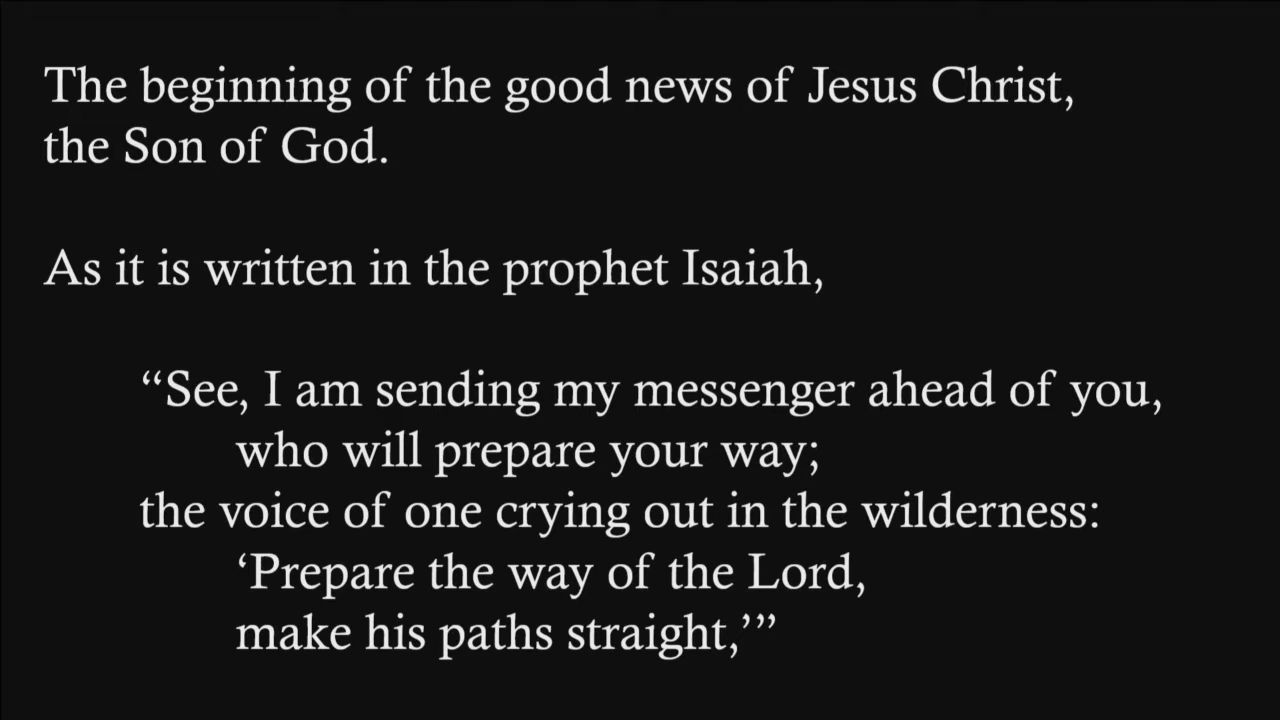 The beginning of the good news of Jesus Christ,
the Son of God.
As it is written in the prophet Isaiah,
“See, I am sending my messenger ahead of you,
who will prepare your way;
the voice of one crying out in the wilderness:
‘Prepare the way of the Lord,
make his paths straight,’”